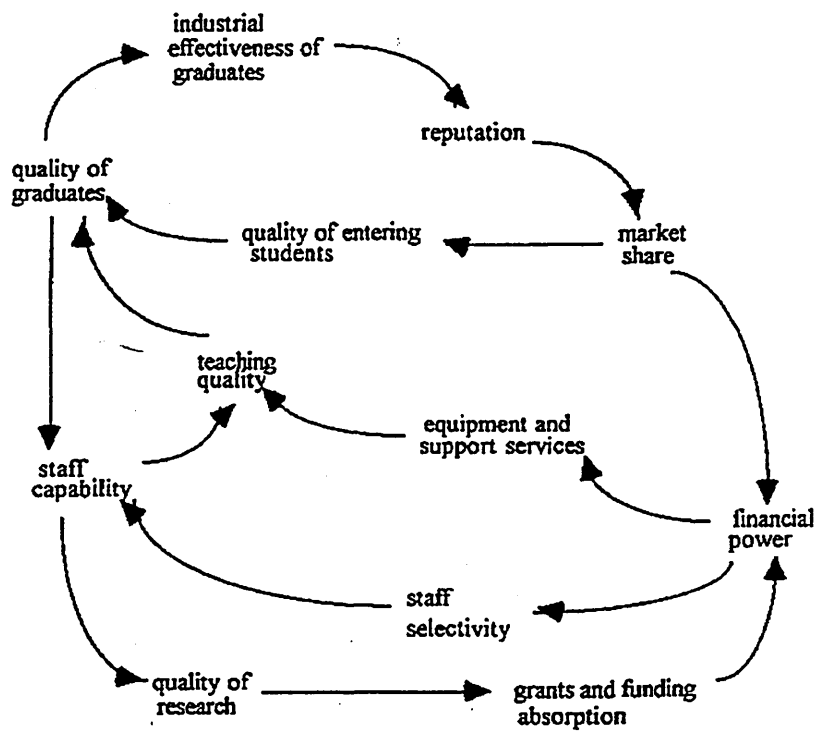 industrial
effectiveness of
graduates
reputation
quality of
graduates
quality of entering
students
market
share
teaching
quality
equipment and
support services
staff
capability
financial
power
staff
selectivity
quality of
research
grants and funding
absorption